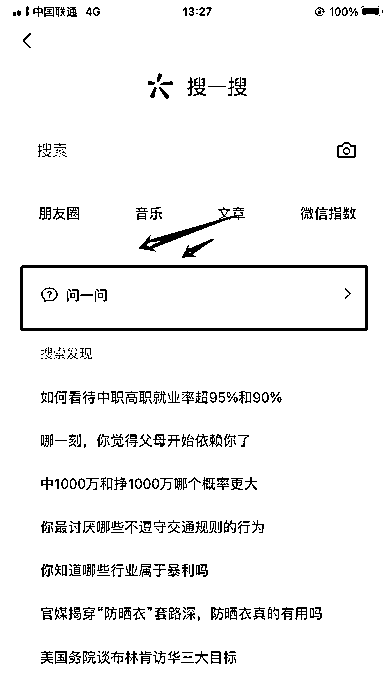 中国联通 4G 13:27 100%
搜一搜
搜索
朋友圈 音乐 文章 微信指数
问一问
搜索发现
如何看待中职高职就业率超95%和90%
哪一刻，你觉得父母开始依赖你了
中1000万和挣1000万哪个概率更大
你最讨厌哪些不遵守交通规则的行为
你知道哪些行业属于暴利吗
官媒揭穿“防晒衣”套路深，防晒衣真的有用吗
美国务院谈布林肯访华三大目标